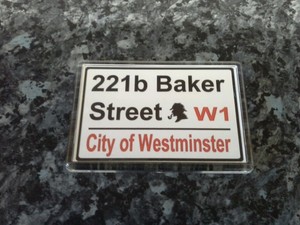 221b Baker
Street W1
City of Westminster